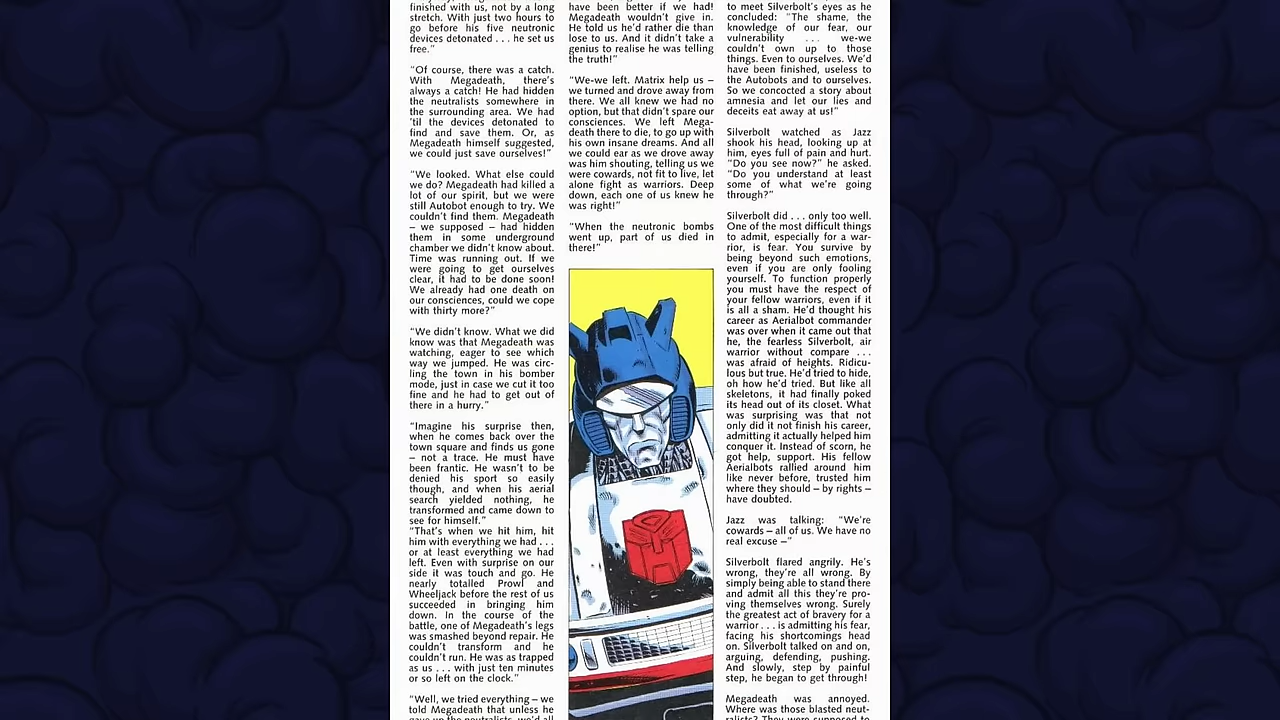 finished with us, not by a long
stretch. With just two hours to
go before his five neutronic
devices detonated . . . he set us
free.”
“Of course, there was a catch.
With Megadeath, there’s
always a catch! He had hidden
the neutralists somewhere in
the surrounding area. We had
’til the devices detonated to
find and save them. Or, as
Megadeath himself suggested,
we could just save ourselves!”
“We looked. What else could
we do? Megadeath had killed a
lot of our spirit, but we were
still Autobot enough to try. We
couldn’t find them. Megadeath
– we supposed – had hidden
them in some underground
chamber we didn’t know about.
Time was running out. If we
were going to get ourselves
clear, it had to be done soon!
We already had one death on
our consciences, could we cope
with thirty more?”
“We didn’t know. What we did
know was that Megadeath was
watching, eager to see which
way we jumped. He was circ-
ling the town in his bomber
mode, just in case we cut it too
fine and he had to get out of
there in a hurry.”
“Imagine his surprise then,
when he comes back over the
town square and finds us gone
– not a trace. He must have
been frantic. He wasn’t to be
denied his sport so easily
though, and when his aerial
search yielded nothing, he
transformed and came down to
see for himself.”
“That’s when we hit him, hit
him with everything we had . . .
or at least everything we had
left. Even with surprise on our
side it was touch and go. He
nearly totalled Prowl and
Wheeljack before the rest of us
succeeded in bringing him
down. In the course of the
battle, one of Megadeath’s legs
was smashed beyond repair. He
couldn’t transform and he
couldn’t run. He was as trapped
as us . . . with just ten minutes
or so left on the clock.”
“Well, we tried everything – we
told Megadeath that unless he
gave up the neutralists, we’d all
have been better if we had!
Megadeath wouldn’t give in.
He told us he’d rather die than
lose to us. And it didn’t take a
genius to realise he was telling
the truth!”
“We-we left. Matrix help us –
we turned and drove away from
there. We all knew we had no
option, but that didn’t spare our
consciences. We left Mega-
death there to die, to go up with
his own insane dreams. And all
we could ear as we drove away
was him shouting, telling us we
were cowards, not fit to live, let
alone fight as warriors. Deep
down, each one of us knew he
was right!”
“When the neutronic bombs
went up, part of us died in
there!”
to meet Silverbolt’s eyes as he
concluded: “The shame, the
knowledge of our fear, our
vulnerability . . . we-we
couldn’t own up to those
things. Even to ourselves. We’d
have been finished, useless to
the Autobots and to ourselves.
So we concocted a story about
amnesia and let our lies and
deceits eat away at us!”
Silverbolt watched as Jazz
shook his head, looking up at
him, eyes full of pain and hurt.
“Do you see now?” he asked.
“Do you understand at least
some of what we’re going
through?”
Silverbolt did . . . only too well.
One of the most difficult things
to admit, especially for a war-
rior, is fear. You survive by
being beyond such emotions,
even if you are only fooling
yourself. To function properly
you must have the respect of
your fellow warriors, even if it
is all a sham. He’d thought his
career as Aerialbot commander
was over when it came out that
he, the fearless Silverbolt, air
warrior without compare . . .
was afraid of heights. Ridicu-
lous but true. He’d tried to hide,
oh how he’d tried. But like all
skeletons, it had finally poked
its head out of its closet. What
was surprising was that not
only did it not finish his career,
admitting it actually helped him
conquer it. Instead of scorn, he
got help, support. His fellow
Aerialbots rallied around him
like never before, trusted him
where they should – by rights –
have doubted.
Jazz was talking: “We’re
cowards – all of us. We have no
real excuse –”
Silverbolt flared angrily. He’s
wrong, they’re all wrong. By
simply being able to stand there
and admit all this they’re pro-
ving themselves wrong. Surely
the greatest act of bravery for a
warrior . . . is admitting his fear,
facing his shortcomings head
on. Silverbolt talked on and on,
arguing, defending, pushing.
And slowly, step by painful
step, he began to get through!
Megadeath was annoyed.
Where was those blasted neut-
ralists? They were supposed to